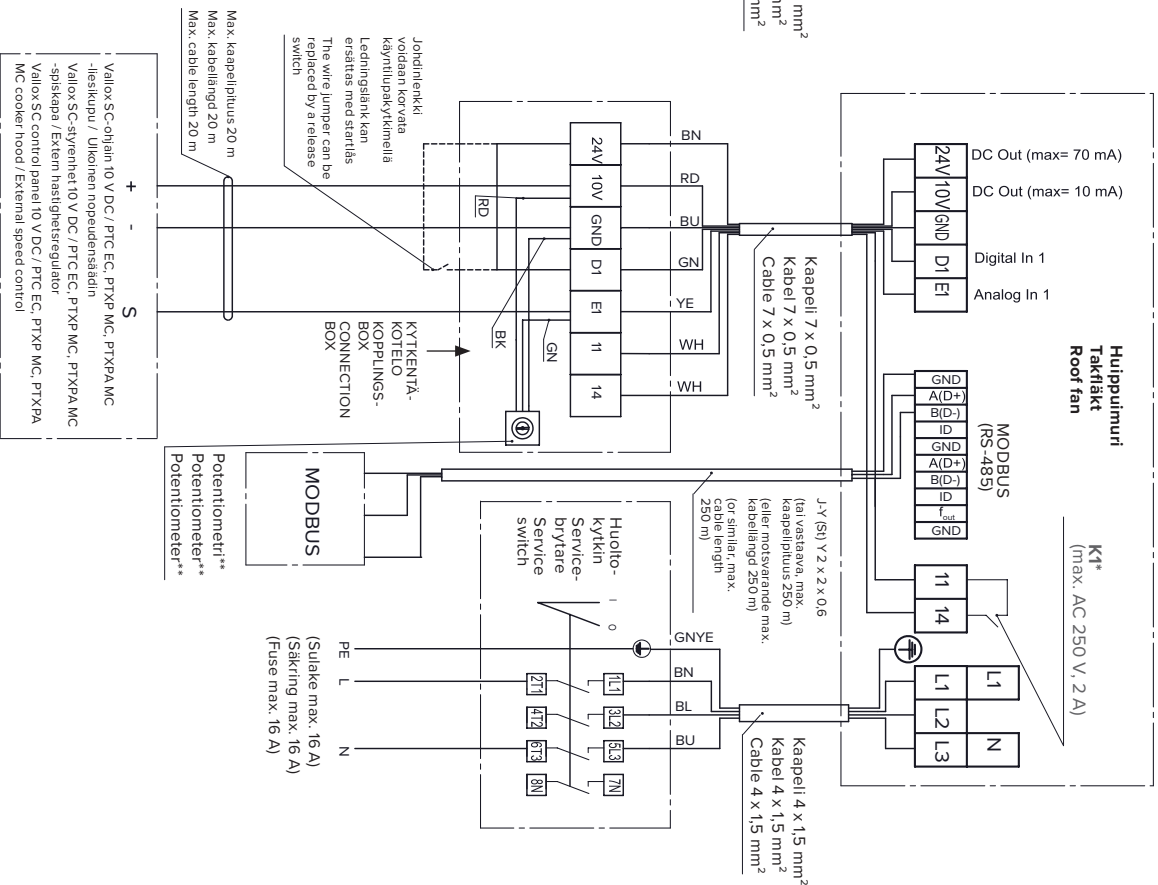 mm²
mm²
mm²
Huippuimuri
Takfläkt
Roof fan
K1*
(max. AC 250 V, 2 A)
DC Out (max= 70 mA)
DC Out (max= 10 mA)
Digital In 1
Analog In 1
24V
10V
GND
D1
E1
MODBUS
(RS-485)
GND
A(D+)
B(D-)
ID
GND
A(D+)
B(D-)
ID
fout
GND
11
14
L1
N
L1
L2
L3
Kaapeli 7 x 0,5 mm²
Kabel 7 x 0,5 mm²
Cable 7 x 0,5 mm²
J-Y (St) Y 2 x 2 x 0,6
(tai vastaava, max.
kaapelipituus 250 m)
(eller motsvarande max.
kabellängd 250 m)
(or similar, max.
cable length
250 m)
Kaapeli 4 x 1,5 mm²
Kabel 4 x 1,5 mm²
Cable 4 x 1,5 mm²
BN
RD
BU
GN
YE
WH
WH
GNYE
BN
BL
BU
24V
10V
GND
D1
E1
11
14
RD
BK
GN
KYTKENTÄ-
KOTELO
KOPPLINGS-
BOX
CONNECTION
BOX
Johdinlenkki
voidaan korvata
käyntilupakytkimellä
Ledningslänk kan
ersättas med startlås
The wire jumper can be
replaced by a release
switch
Huolto-
kytkin
Service-
brytare
Service
switch
I
O
1L1
3L2
5L3
7N
2T1
4T2
6T3
8N
MODBUS
Potentiometri**
Potentiometer**
Potentiometer**
PE
L
N
(Sulake max. 16 A)
(Säkring max. 16 A)
(Fuse max. 16 A)
Max. kaapelipituus 20 m
Max. kabellängd 20 m
Max. cable length 20 m
+
-
S
Vallox SC-ohjain 10 V DC / PTC EC, PTXP MC, PTXPA MC
-liesikupu / Ulkoinen nopeudensäädin
Vallox SC-styrenhet 10 V DC / PTC EC, PTXP MC, PTXPA MC
-spiskapa / Extern hastighetsregulator
Vallox SC control panel 10 V DC / PTC EC, PTXP MC, PTXPA
MC cooker hood / External speed control